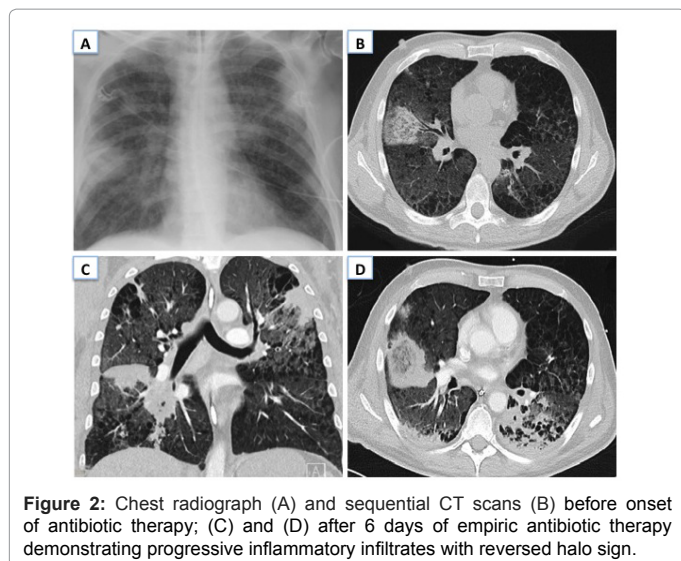 A
B
C
D
A
Figure 2: Chest radiograph (A) and sequential CT scans (B) before onset
of antibiotic therapy; (C) and (D) after 6 days of empiric antibiotic therapy
demonstrating progressive inflammatory infiltrates with reversed halo sign.